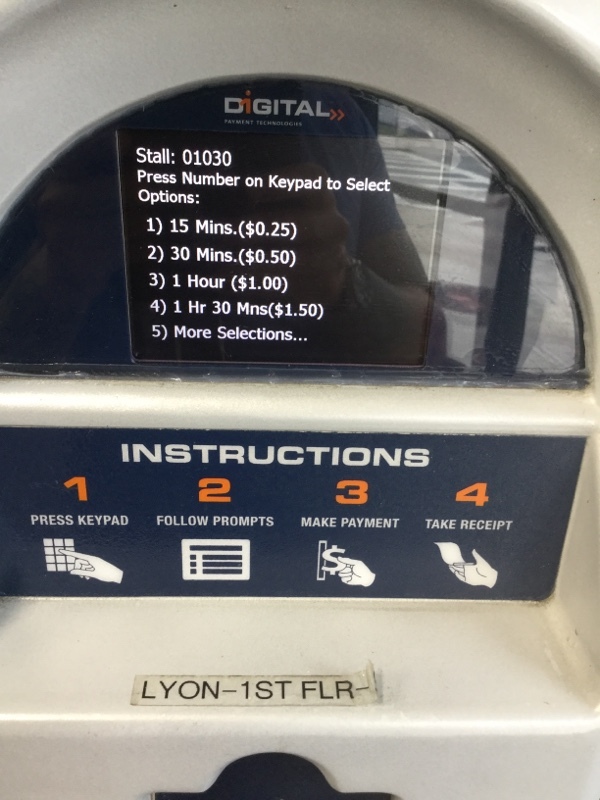 DiGITAL»
PAYMENT TECHNOLOGIES
Stall: 01030
Press Number on Keypad to Select
Options:
1) 15 Mins.($0.25)
2) 30 Mins.($0.50)
3) 1 Hour ($1.00)
4) 1 Hr 30 Mns($1.50)
5) More Selections...
INSTRUCTIONS
1 2 3 4
PRESS KEYPAD FOLLOW PROMPTS MAKE PAYMENT TAKE RECEIPT
$
LYON-1ST FLR-